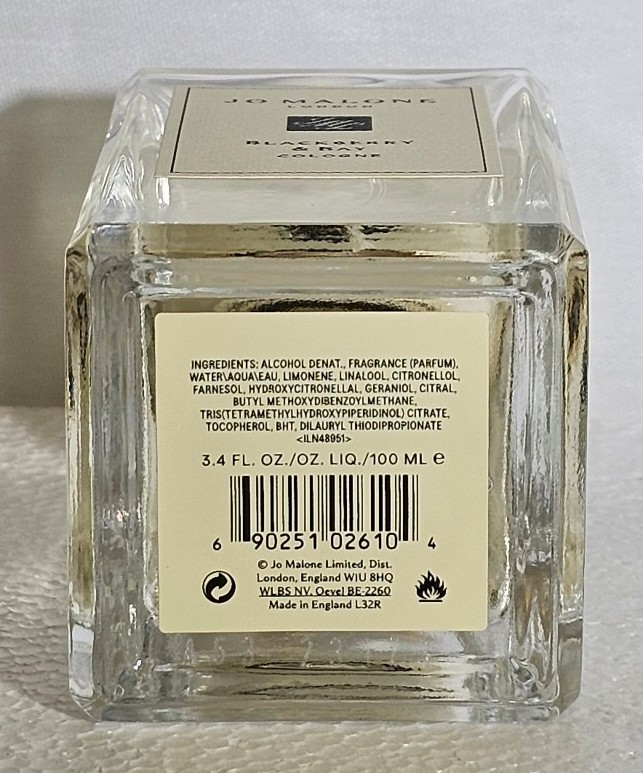 JO MALONE
LONDON
BLACKBERRY
& BAY
COLOGNE
INGREDIENTS: ALCOHOL DENAT., FRAGRANCE (PARFUM),
WATER\AQUA\EAU, LIMONENE, LINALOOL, CITRONELLOL,
FARNESOL, HYDROXYCITRONELLAL, GERANIOL, CITRAL,
BUTYL METHOXYDIBENZOYLMETHANE,
TRIS(TETRAMETHYLHYDROXYPIPERIDINOL) CITRATE,
TOCOPHEROL, BHT, DILAURYL THIODIPROPIONATE
<ILN48951>
3.4 FL. OZ./OZ. LIQ./100 ML e
6 90251 02610 4
© Jo Malone Limited, Dist.
London, England W1U 8HQ
WLBS NV. Oevel BE-2260
Made in England L32R